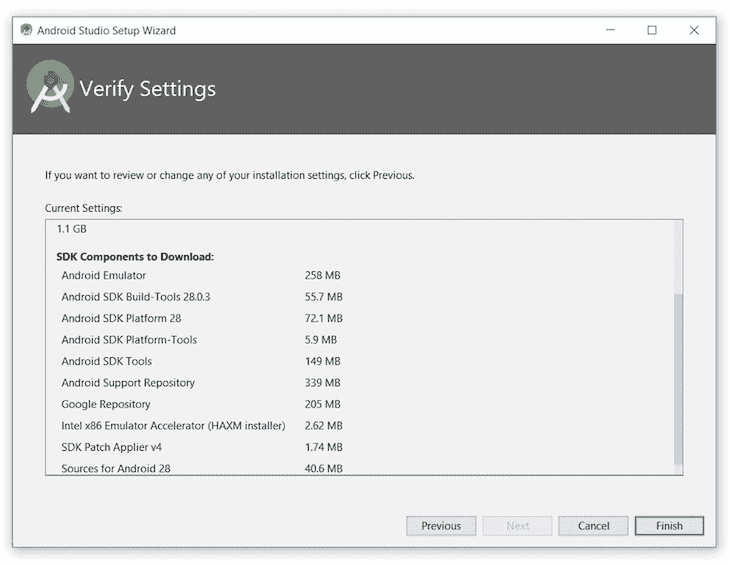 Android Studio Setup Wizard
Verify Settings
If you want to review or change any of your installation settings, click Previous.
Current Settings:
1.1 GB
SDK Components to Download:
Android Emulator 258 MB
Android SDK Build-Tools 28.0.3 55.7 MB
Android SDK Platform 28 72.1 MB
Android SDK Platform-Tools 5.9 MB
Android SDK Tools 149 MB
Android Support Repository 339 MB
Google Repository 205 MB
Intel x86 Emulator Accelerator (HAXM installer) 2.62 MB
SDK Patch Applier v4 1.74 MB
Sources for Android 28 40.6 MB
Previous Next Cancel Finish